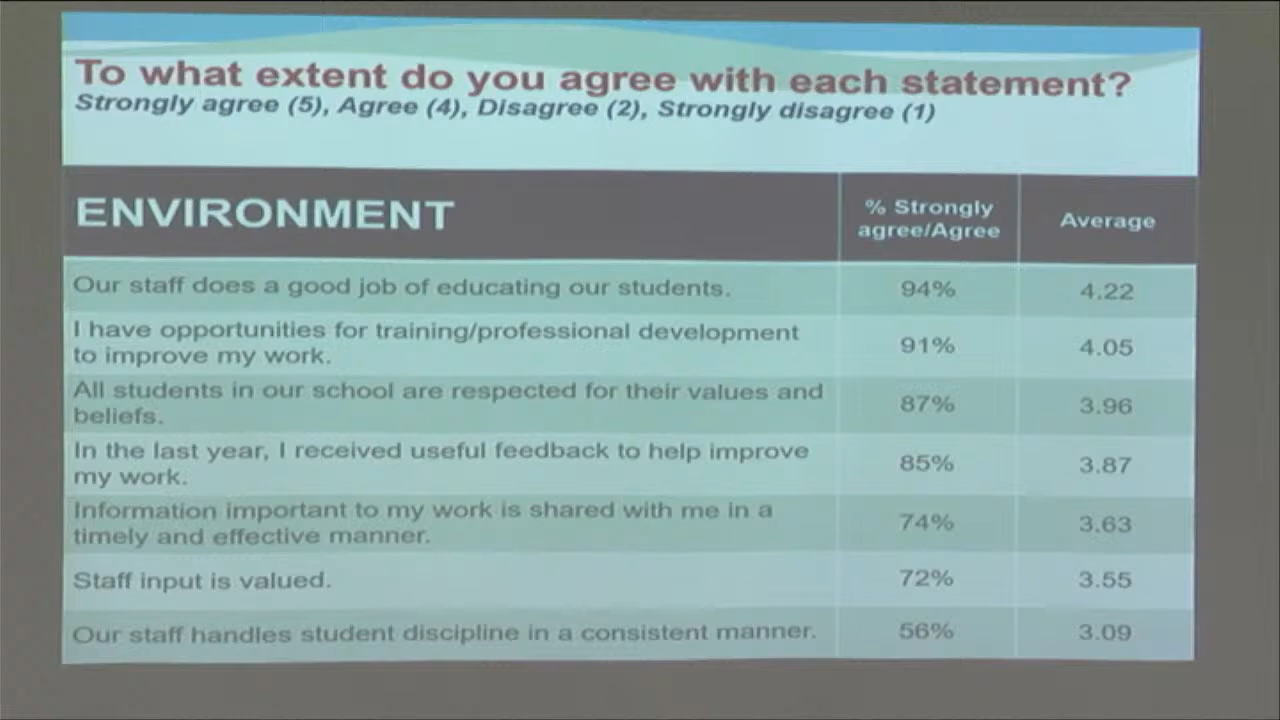 To what extent do you agree with each statement?
Strongly agree (5), Agree (4), Disagree (2), Strongly disagree (1)
ENVIRONMENT
% Strongly
agree/Agree
Average
Our staff does a good job of educating our students. 94% 4.22
I have opportunities for training/professional development
to improve my work. 91% 4.05
All students in our school are respected for their values and
beliefs. 87% 3.96
In the last year, I received useful feedback to help improve
my work. 85% 3.87
Information important to my work is shared with me in a
timely and effective manner. 74% 3.63
Staff input is valued. 72% 3.55
Our staff handles student discipline in a consistent manner. 56% 3.09